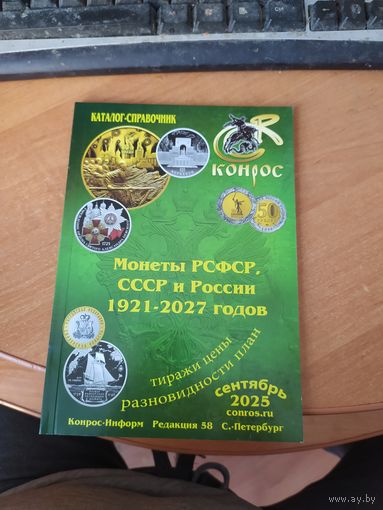 КАТАЛОГ-СПРАВОЧНИК
КОНРОС
50
Монеты РСФСР,
СССР и России
1921-2027 годов
тиражи цены
разновидности план
сентябрь
2025
conros.ru
Конрос-Информ Редакция 58 С.-Петербург
www.ay.by